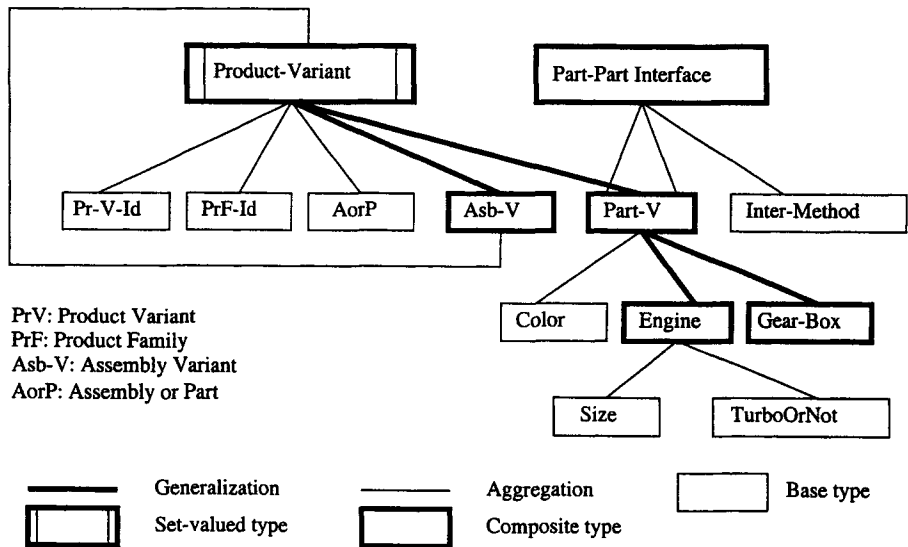 Product-Variant
Part-Part Interface
Pr-V-Id
PrF-Id
AorP
Asb-V
Part-V
Inter-Method
Color
Engine
Gear-Box
Size
TurboOrNot
PrV: Product Variant
PrF: Product Family
Asb-V: Assembly Variant
AorP: Assembly or Part
Generalization
Aggregation
Base type
Set-valued type
Composite type